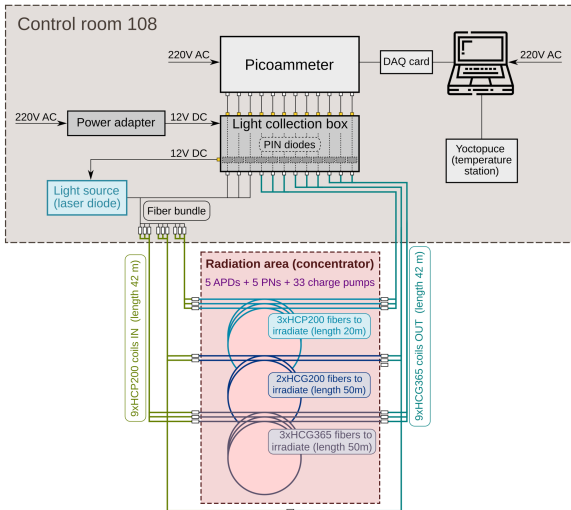 Control room 108
220V AC
Picoammeter
DAQ card
220V AC
220V AC
Power adapter
12V DC
Light collection box
PIN diodes
12V DC
Yoctopuce
(temperature
station)
Light source
(laser diode)
Fiber bundle
Radiation area (concentrator)
5 APDs + 5 PNs + 33 charge pumps
9xHCP200 coils IN (length 42 m)
9xHCG365 coils OUT (length 42 m)
3xHCP200 fibers to
irradiate (length 20m)
2xHCG200 fibers to
irradiate (length 50m)
3xHCG365 fibers to
irradiate (length 50m)